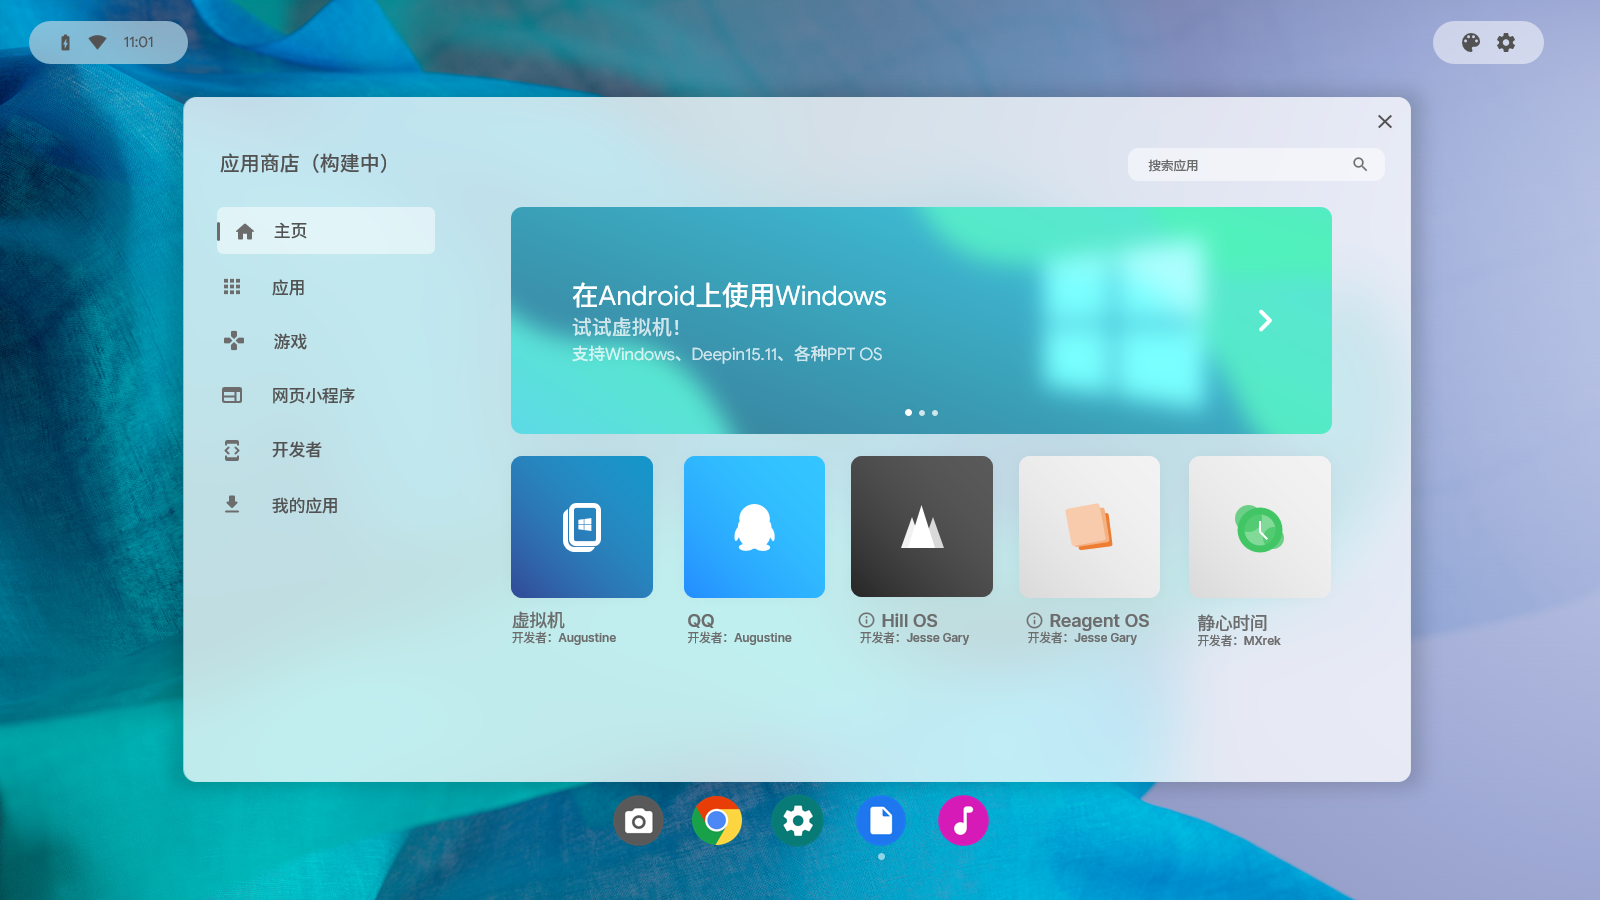 11:01
应用商店（构建中）
搜索应用
主页
应用
游戏
网页小程序
开发者
我的应用
在Android上使用Windows
试试虚拟机！
支持Windows、Deepin15.11、各种PPT OS
虚拟机
开发者：Augustine
QQ
开发者：Augustine
Hill OS
开发者：Jesse Gary
Reagent OS
开发者：Jesse Gary
静心时间
开发者：MXrek